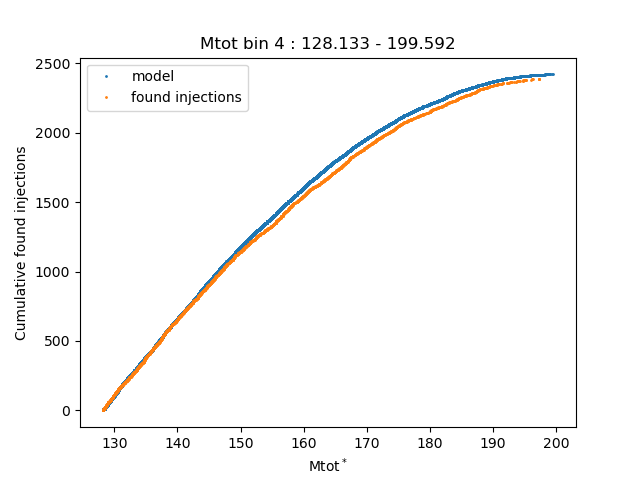 Mtot bin 4 : 128.133 - 199.592
model
found injections
Cumulative found injections
2500
2000
1500
1000
500
0
130 140 150 160 170 180 190 200
Mtot*